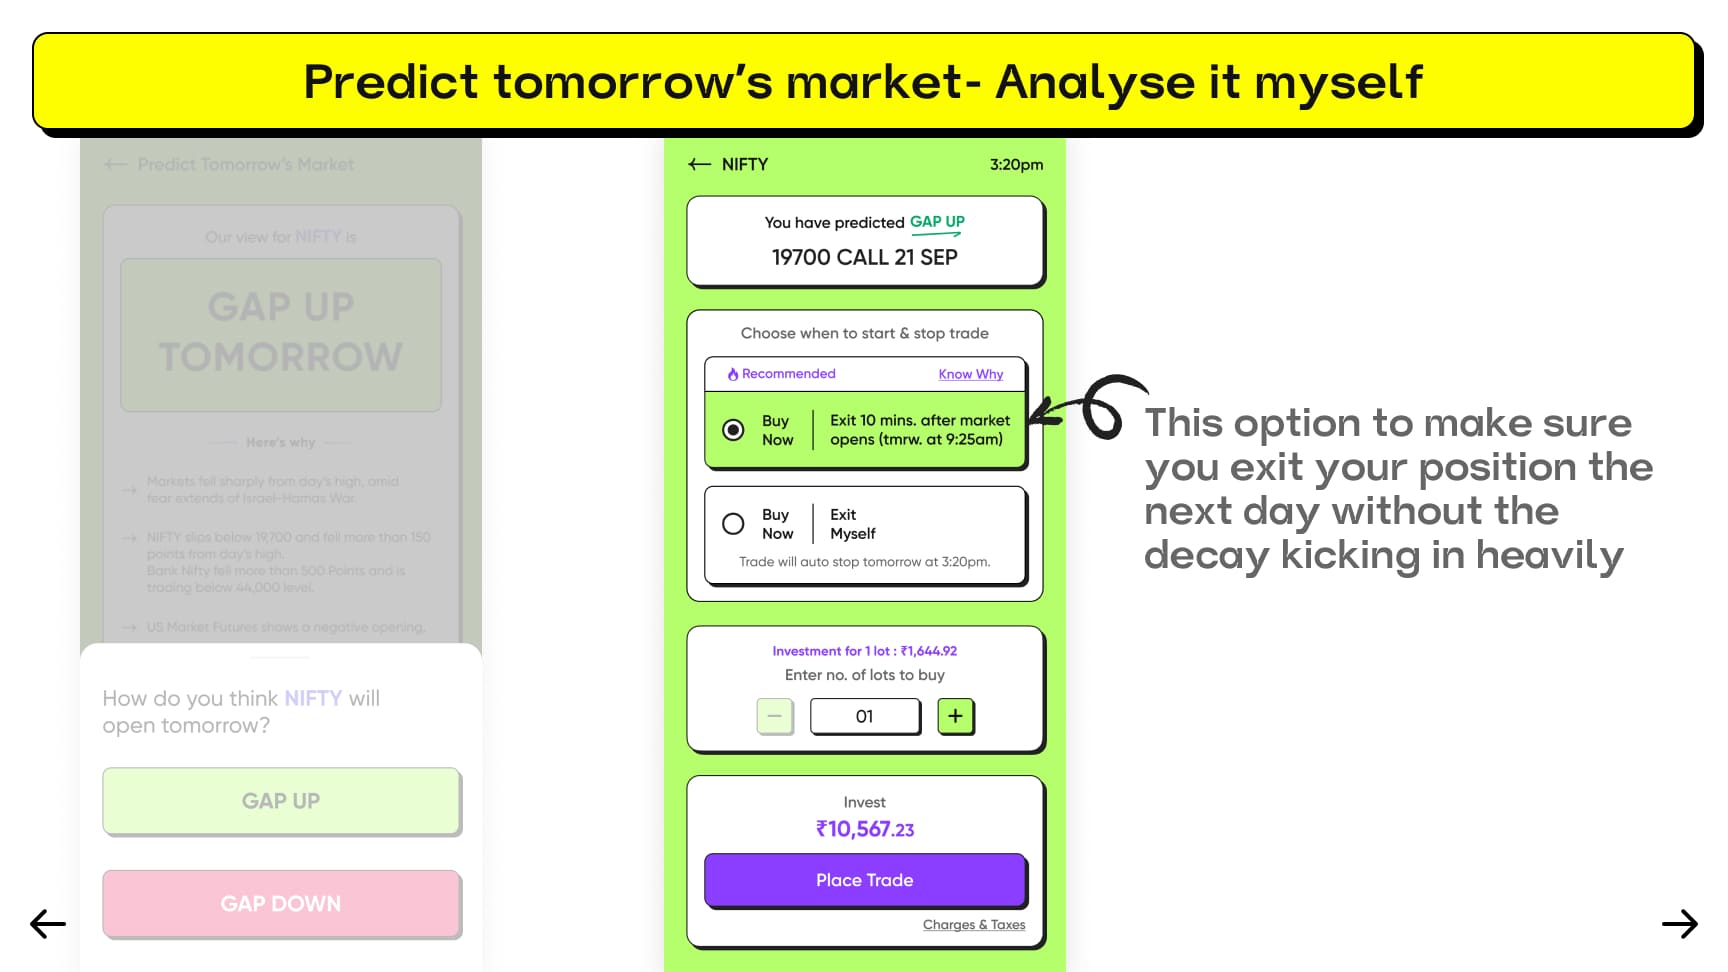 Predict tomorrow’s market- Analyse it myself
Predict Tomorrow's Market
Our view for NIFTY is
GAP UP
TOMORROW
Here's why
Markets fell sharply from day's high, amid
fear extends of Israel-Hamas War.
NIFTY slips below 19,700 and fell more than 150
points from day's high.
Bank Nifty fell more than 500 Points and is
trading below 44,000 level.
US Market Futures shows a negative opening,
How do you think NIFTY will
open tomorrow?
GAP UP
GAP DOWN
NIFTY 3:20pm
You have predicted GAP UP
19700 CALL 21 SEP
Choose when to start & stop trade
Recommended Know Why
Buy
Now
Exit 10 mins. after market
opens (tmrw. at 9:25am)
Buy
Now
Exit
Myself
Trade will auto stop tomorrow at 3:20pm.
Investment for 1 lot : ₹1,644.92
Enter no. of lots to buy
− 01 +
Invest
₹10,567.23
Place Trade
Charges & Taxes
This option to make sure
you exit your position the
next day without the
decay kicking in heavily